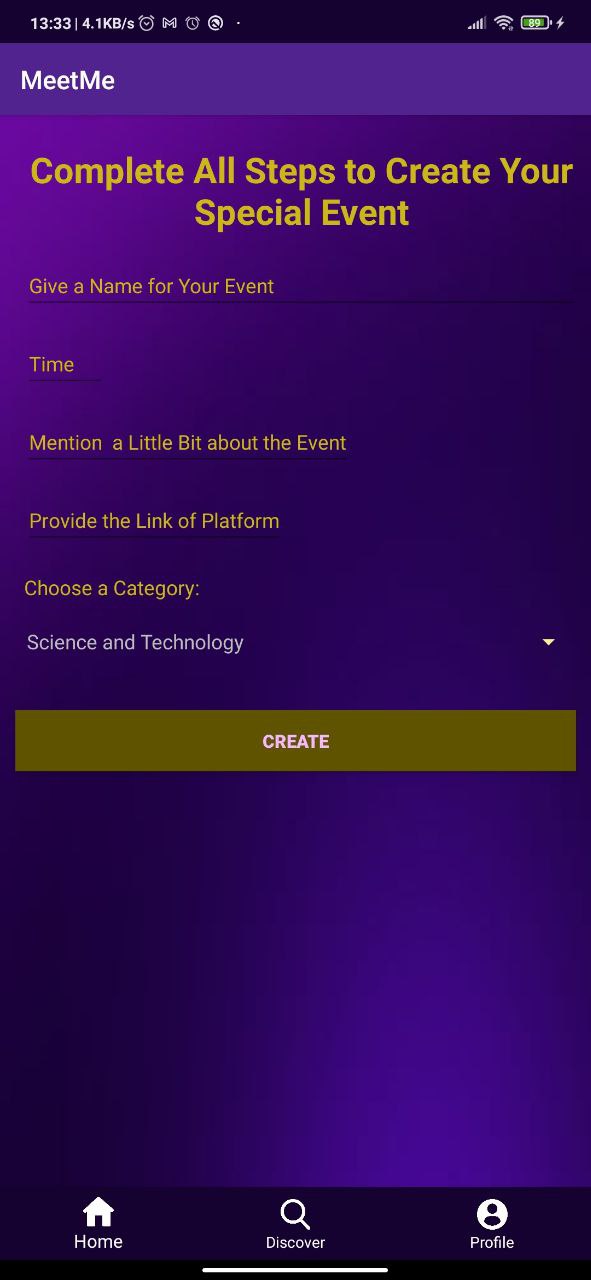 13:33 | 4.1KB/s
89
MeetMe
Complete All Steps to Create Your
Special Event
Give a Name for Your Event
Time
Mention  a Little Bit about the Event
Provide the Link of Platform
Choose a Category:
Science and Technology
CREATE
Home
Discover
Profile